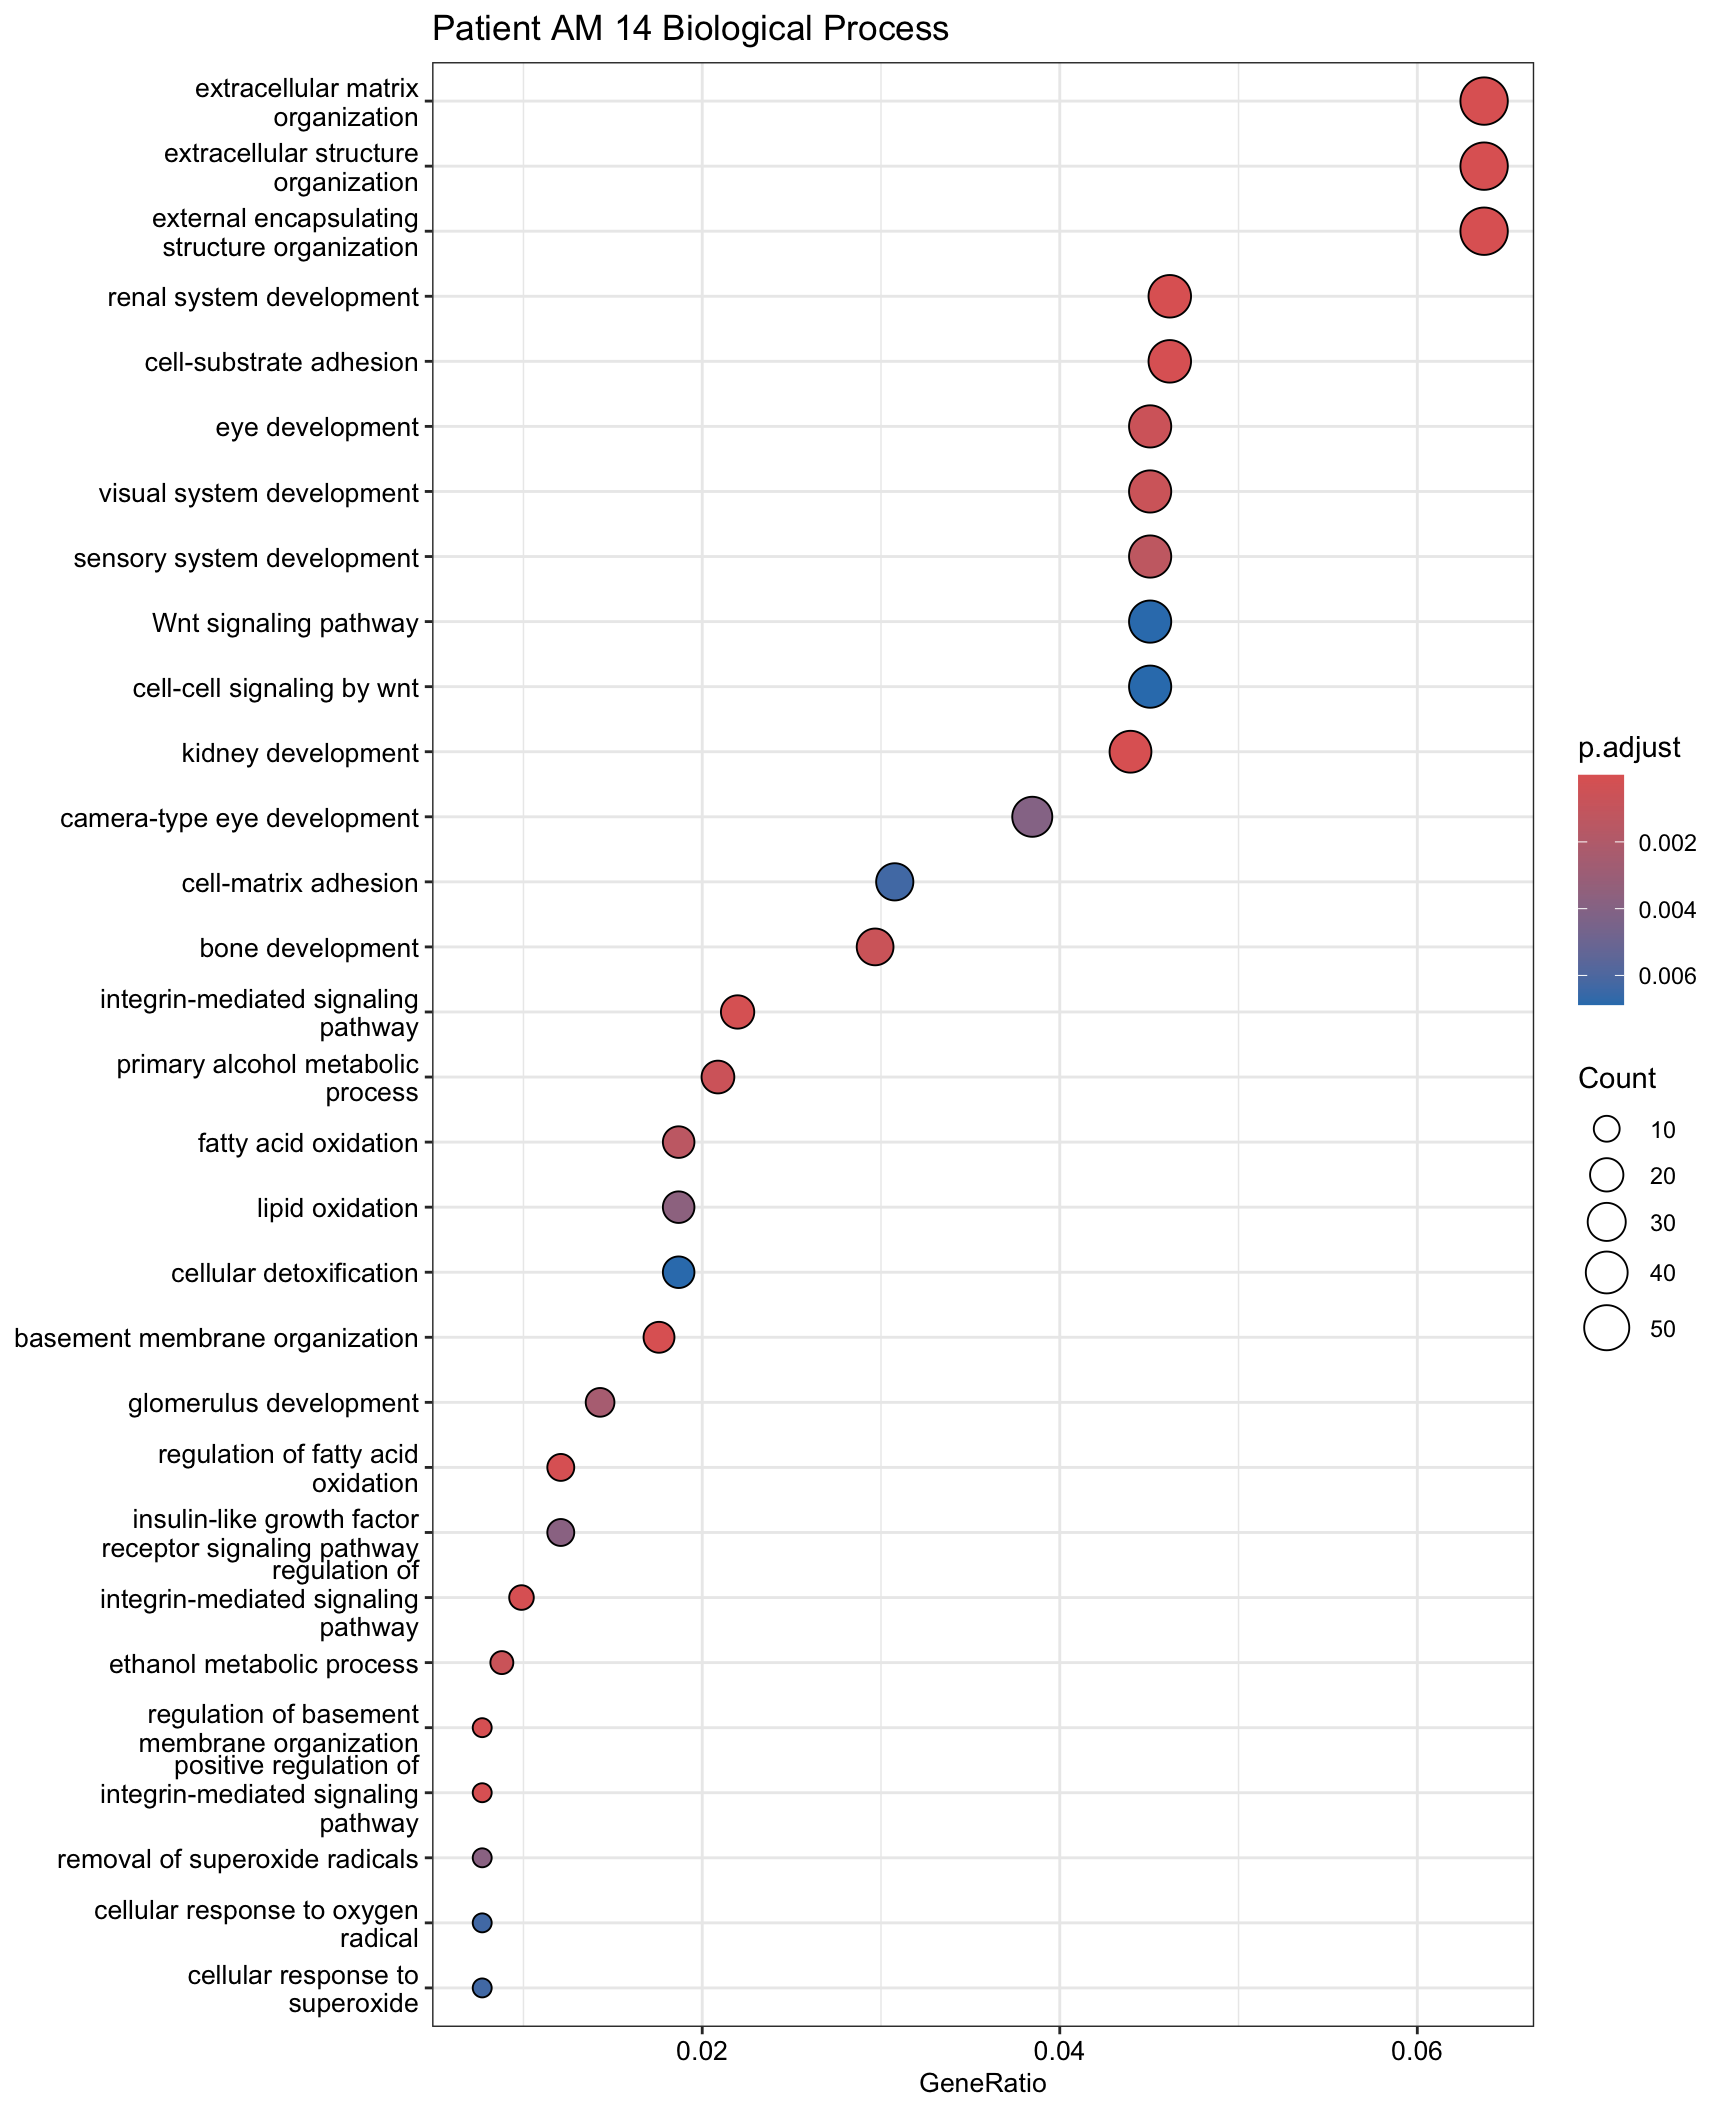 Patient AM 14 Biological Process
extracellular matrix
organization
extracellular structure
organization
external encapsulating
structure organization
renal system development
cell-substrate adhesion
eye development
visual system development
sensory system development
Wnt signaling pathway
cell-cell signaling by wnt
kidney development
camera-type eye development
cell-matrix adhesion
bone development
integrin-mediated signaling
pathway
primary alcohol metabolic
process
fatty acid oxidation
lipid oxidation
cellular detoxification
basement membrane organization
glomerulus development
regulation of fatty acid
oxidation
insulin-like growth factor
receptor signaling pathway
regulation of
integrin-mediated signaling
pathway
ethanol metabolic process
regulation of basement
membrane organization
positive regulation of
integrin-mediated signaling
pathway
removal of superoxide radicals
cellular response to oxygen
radical
cellular response to
superoxide
0.02
0.04
0.06
GeneRatio
p.adjust
0.002
0.004
0.006
Count
10
20
30
40
50